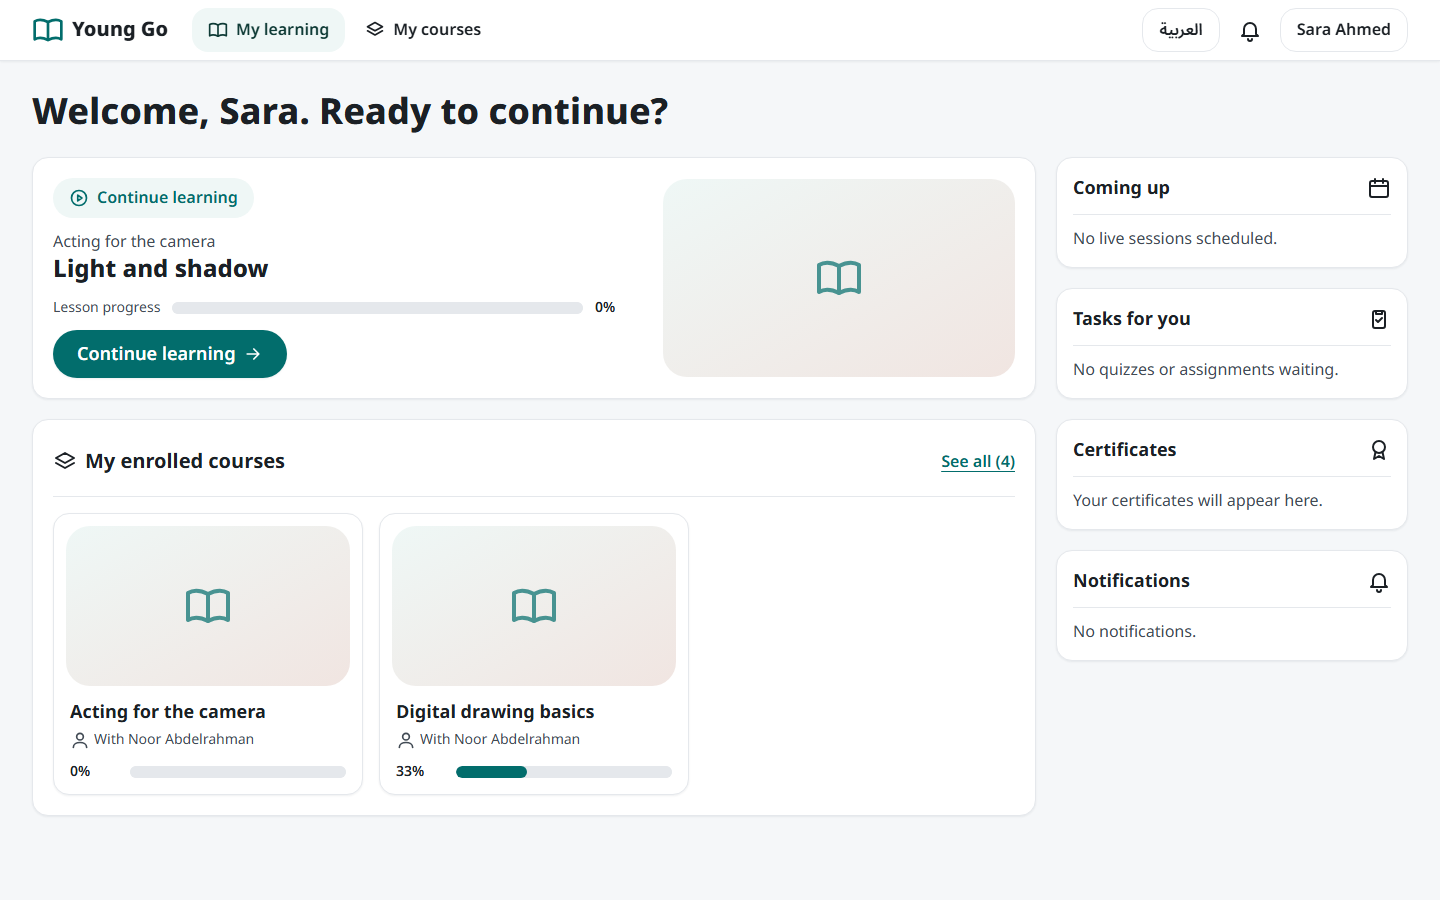 Young Go
My learning
My courses
العربية
Sara Ahmed
Welcome, Sara. Ready to continue?
Continue learning
Acting for the camera
Light and shadow
Lesson progress 0%
Continue learning
My enrolled courses
See all (4)
Acting for the camera
With Noor Abdelrahman
0%
Digital drawing basics
With Noor Abdelrahman
33%
Coming up
No live sessions scheduled.
Tasks for you
No quizzes or assignments waiting.
Certificates
Your certificates will appear here.
Notifications
No notifications.